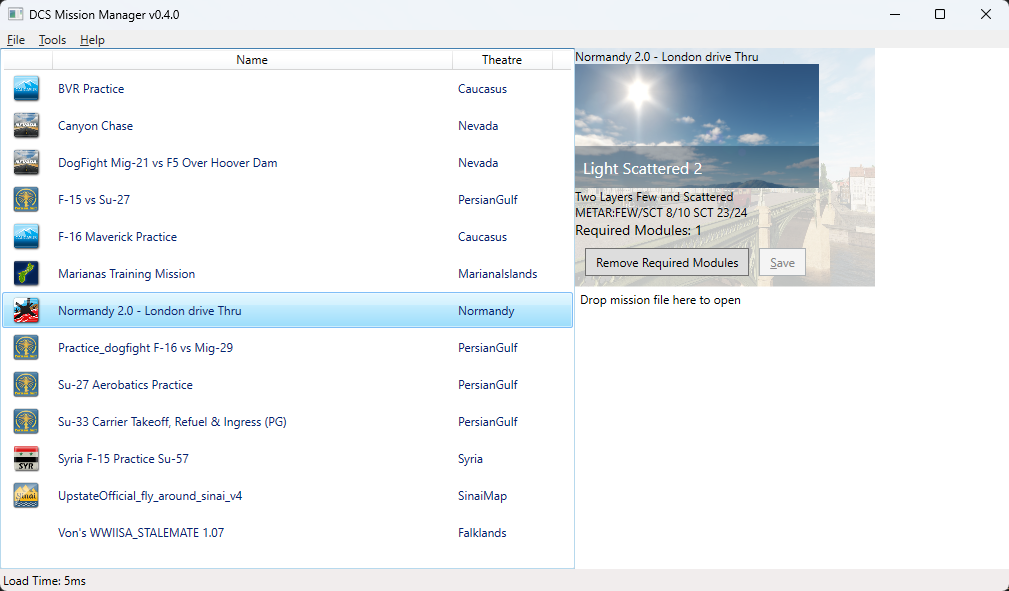 DCS Mission Manager v0.4.0
File Tools Help
Name Theatre
BVR Practice Caucasus
Canyon Chase Nevada
DogFight Mig-21 vs F5 Over Hoover Dam Nevada
F-15 vs Su-27 PersianGulf
F-16 Maverick Practice Caucasus
Marianas Training Mission MarianaIslands
Normandy 2.0 - London drive Thru Normandy
Practice_dogfight F-16 vs Mig-29 PersianGulf
Su-27 Aerobatics Practice PersianGulf
Su-33 Carrier Takeoff, Refuel & Ingress (PG) PersianGulf
SYR
Syria F-15 Practice Su-57 Syria
Sinai
UpstateOfficial_fly_around_sinai_v4 SinaiMap
Von's WWIISA_STALEMATE 1.07 Falklands
Normandy 2.0 - London drive Thru
Light Scattered 2
Two Layers Few and Scattered
METAR:FEW/SCT 8/10 SCT 23/24
Required Modules: 1
Remove Required Modules Save
Drop mission file here to open
Load Time: 5ms